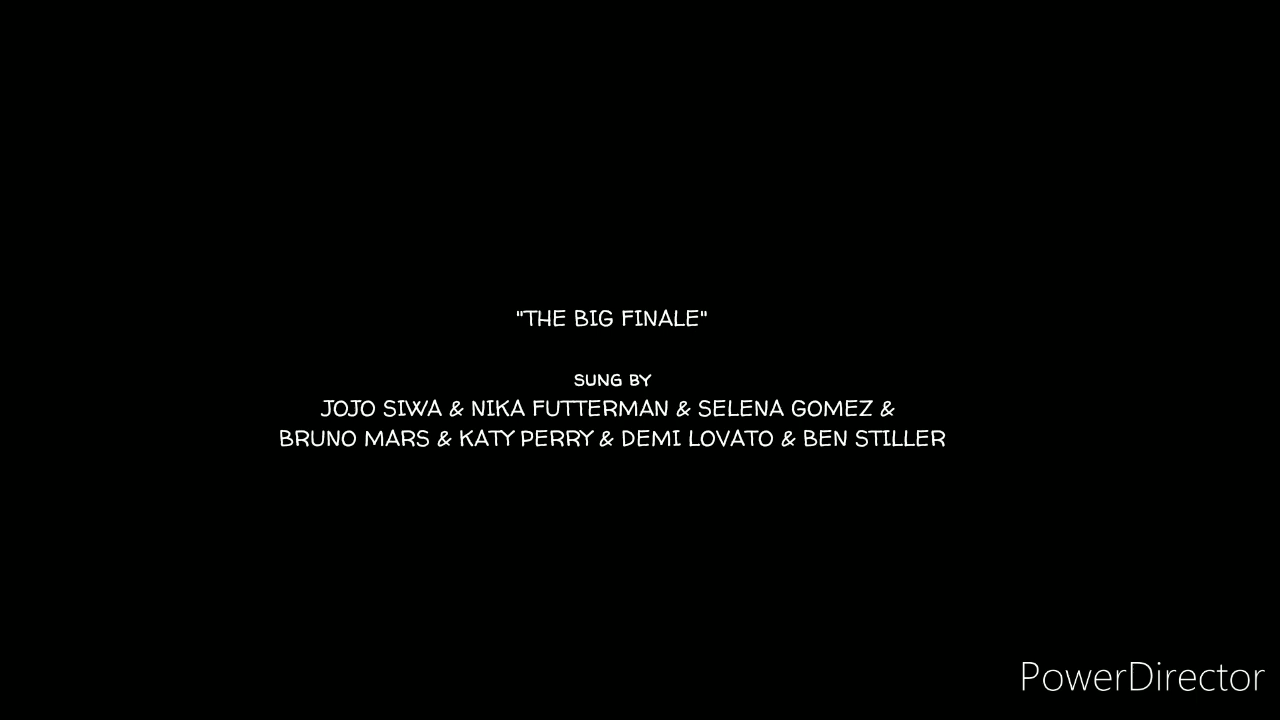 "THE BIG FINALE"
SUNG BY
JOJO SIWA & NIKA FUTTERMAN & SELENA GOMEZ &
BRUNO MARS & KATY PERRY & DEMI LOVATO & BEN STILLER
PowerDirector